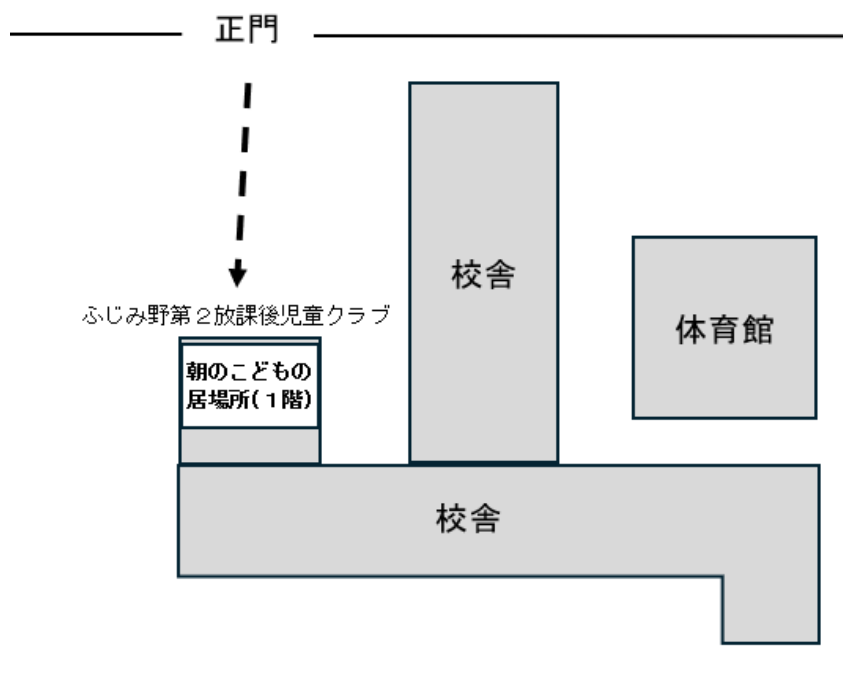 正門
校舎
体育館
ふじみ野第２放課後児童クラブ
朝のこどもの
居場所(１階)
校舎